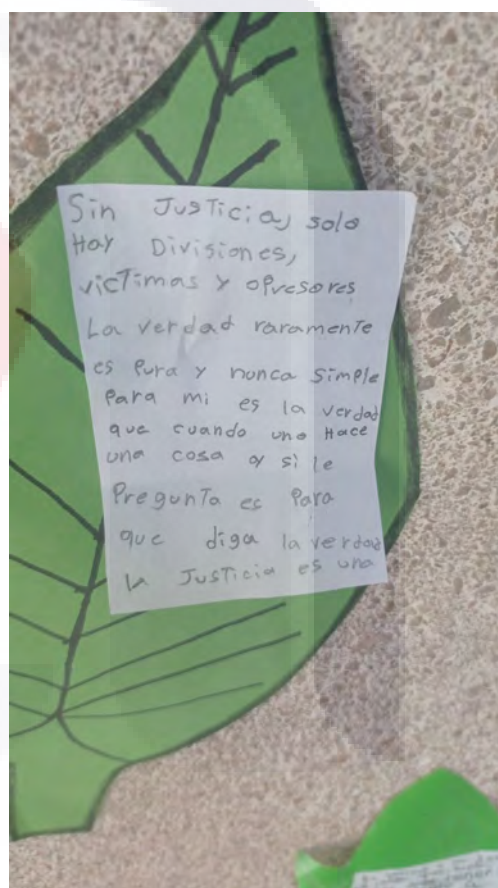 Sin JusTicia, solo
Hay Divisiones,
vicTimas y opresores
La verdad raramente
es Pura y nunca simple
Para mi es la verdad
que cuando uno Hace
una cosa y si le
PregunTa es Para
que diga la verdad
la JusTicia es una